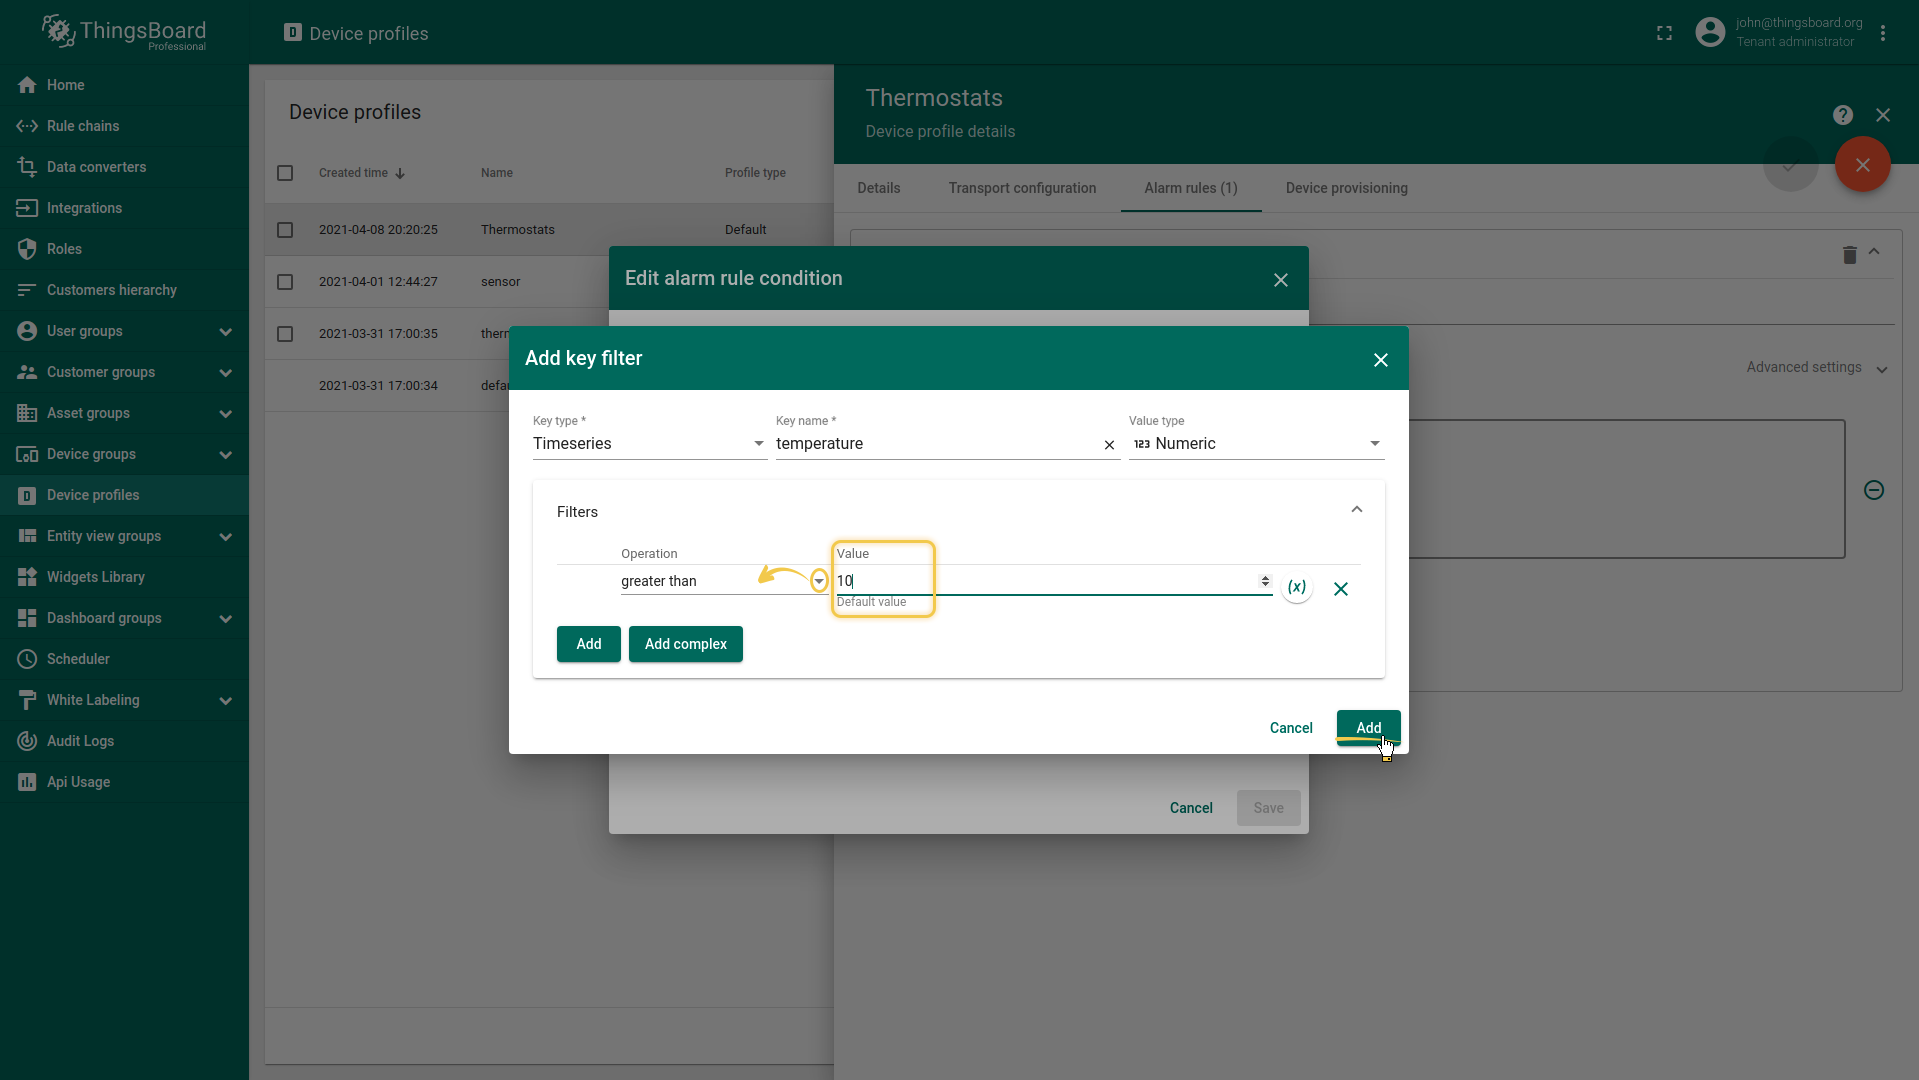 ThingsBoard
Professional
Device profiles
john@thingsboard.org
Tenant administrator
Home
Rule chains
Data converters
Integrations
Roles
Customers hierarchy
User groups
Customer groups
Asset groups
Device groups
Device profiles
Entity view groups
Widgets Library
Dashboard groups
Scheduler
White Labeling
Audit Logs
Api Usage
Device profiles
Created time Name Profile type
2021-04-08 20:20:25 Thermostats Default
2021-04-01 12:44:27 sensor
2021-03-31 17:00:35 therm
2021-03-31 17:00:34 defau
Thermostats
Device profile details
Details Transport configuration Alarm rules (1) Device provisioning
Advanced settings
Edit alarm rule condition
Add key filter
Key type * Key name * Value type
Timeseries temperature 123 Numeric
Filters
Operation Value
greater than 10 (x)
Default value
Add Add complex
Cancel Add
Cancel Save